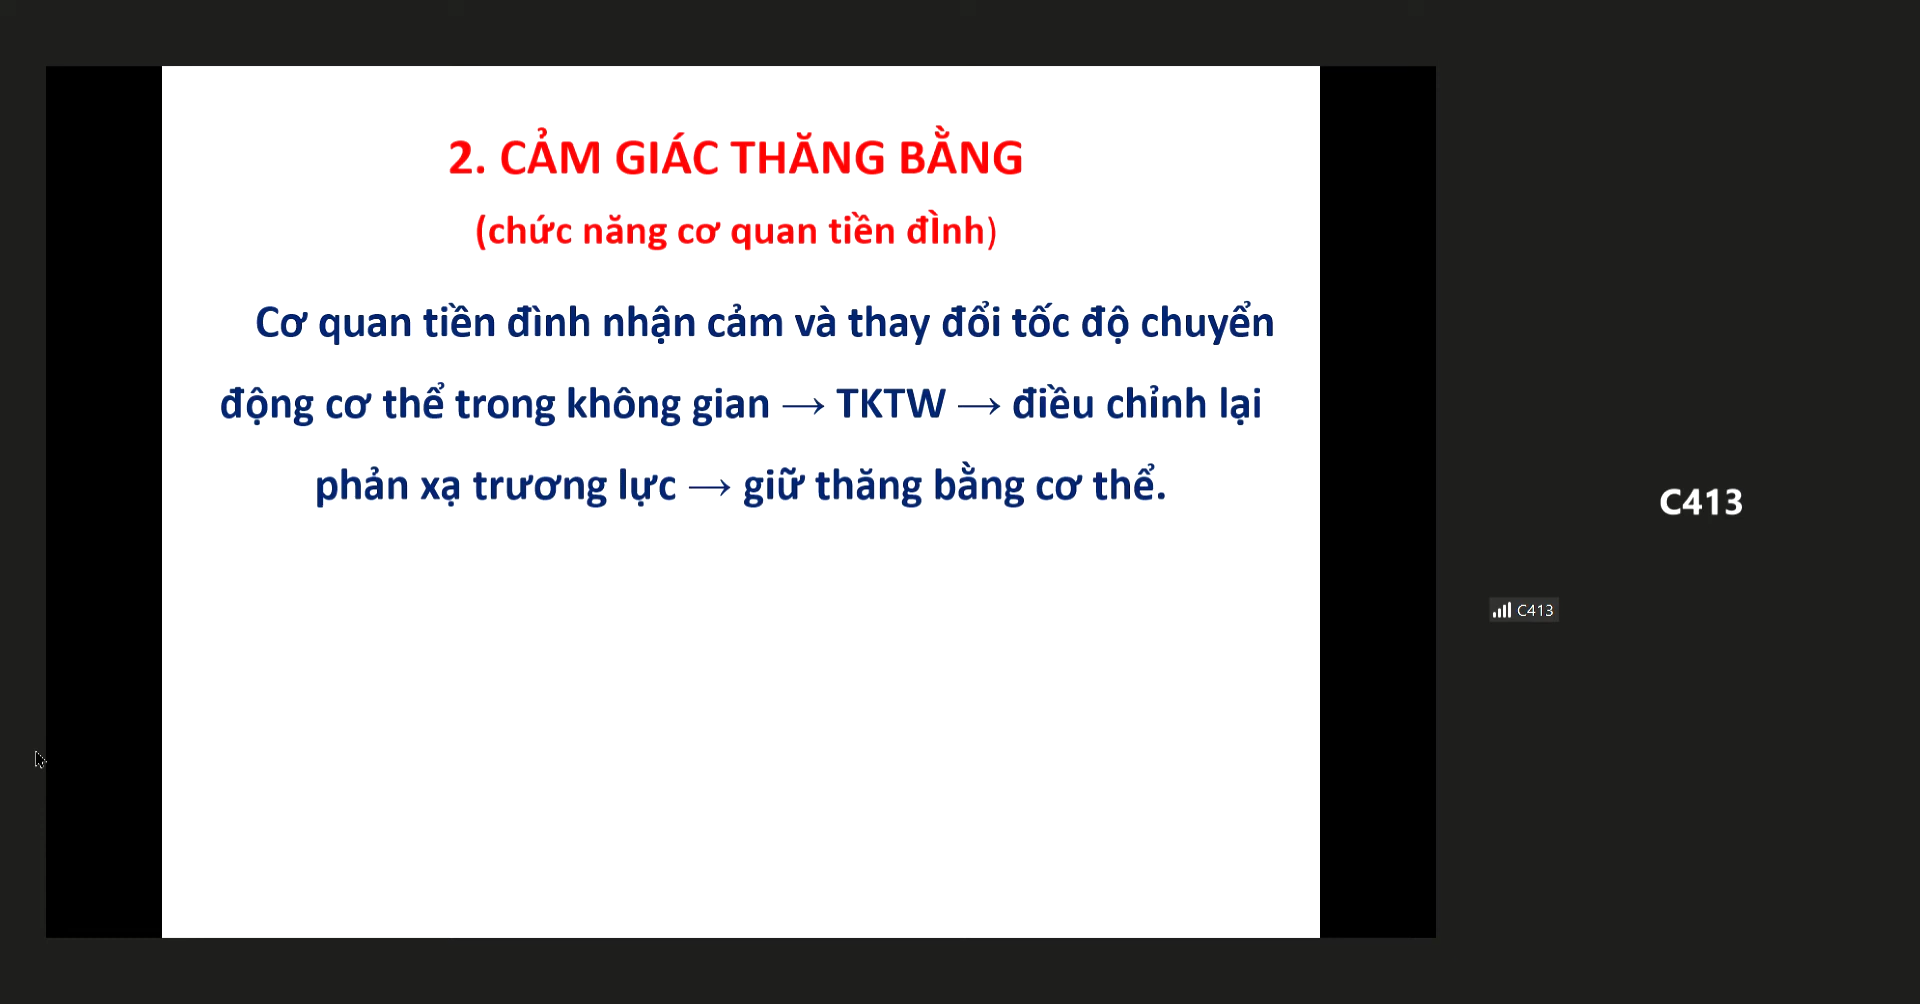 2. CẢM GIÁC THĂNG BẰNG
(chức năng cơ quan tiền đÌnh)
Cơ quan tiền đình nhận cảm và thay đổi tốc độ chuyển
động cơ thể trong không gian → TKTW → điều chỉnh lại
phản xạ trương lực → giữ thăng bằng cơ thể.
C413
C413